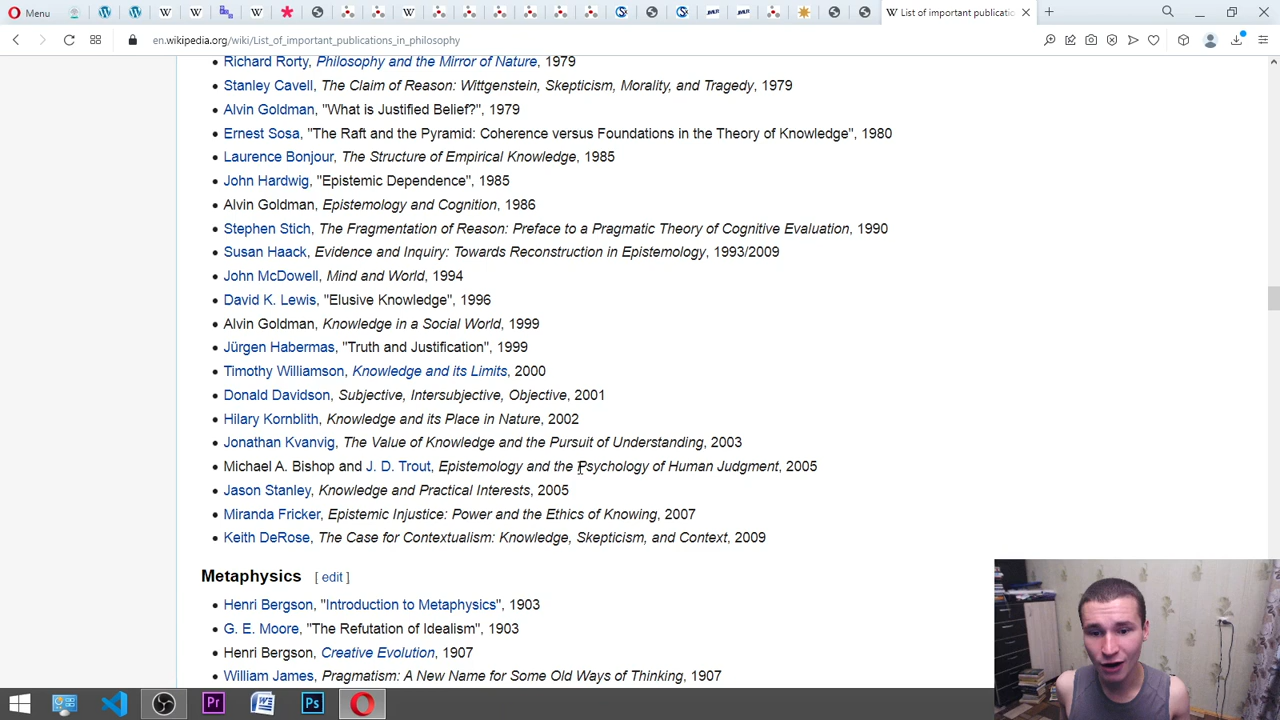 Menu
List of important publicatio
en.wikipedia.org/wiki/List_of_important_publications_in_philosophy
Richard Rorty, Philosophy and the Mirror of Nature, 1979
Stanley Cavell, The Claim of Reason: Wittgenstein, Skepticism, Morality, and Tragedy, 1979
Alvin Goldman, "What is Justified Belief?", 1979
Ernest Sosa, "The Raft and the Pyramid: Coherence versus Foundations in the Theory of Knowledge", 1980
Laurence Bonjour, The Structure of Empirical Knowledge, 1985
John Hardwig, "Epistemic Dependence", 1985
Alvin Goldman, Epistemology and Cognition, 1986
Stephen Stich, The Fragmentation of Reason: Preface to a Pragmatic Theory of Cognitive Evaluation, 1990
Susan Haack, Evidence and Inquiry: Towards Reconstruction in Epistemology, 1993/2009
John McDowell, Mind and World, 1994
David K. Lewis, "Elusive Knowledge", 1996
Alvin Goldman, Knowledge in a Social World, 1999
Jürgen Habermas, "Truth and Justification", 1999
Timothy Williamson, Knowledge and its Limits, 2000
Donald Davidson, Subjective, Intersubjective, Objective, 2001
Hilary Kornblith, Knowledge and its Place in Nature, 2002
Jonathan Kvanvig, The Value of Knowledge and the Pursuit of Understanding, 2003
Michael A. Bishop and J. D. Trout, Epistemology and the Psychology of Human Judgment, 2005
Jason Stanley, Knowledge and Practical Interests, 2005
Miranda Fricker, Epistemic Injustice: Power and the Ethics of Knowing, 2007
Keith DeRose, The Case for Contextualism: Knowledge, Skepticism, and Context, 2009
Metaphysics [ edit ]
Henri Bergson, "Introduction to Metaphysics", 1903
G. E. Moore, "The Refutation of Idealism", 1903
Henri Bergson, Creative Evolution, 1907
William James, Pragmatism: A New Name for Some Old Ways of Thinking, 1907
Pr
Ps